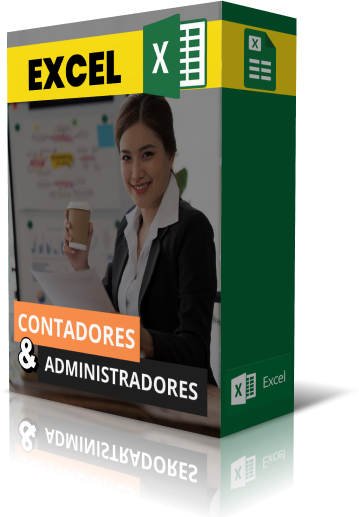 EXCEL
X
X
CONTADORES
&
ADMINISTRADORES
X Excel